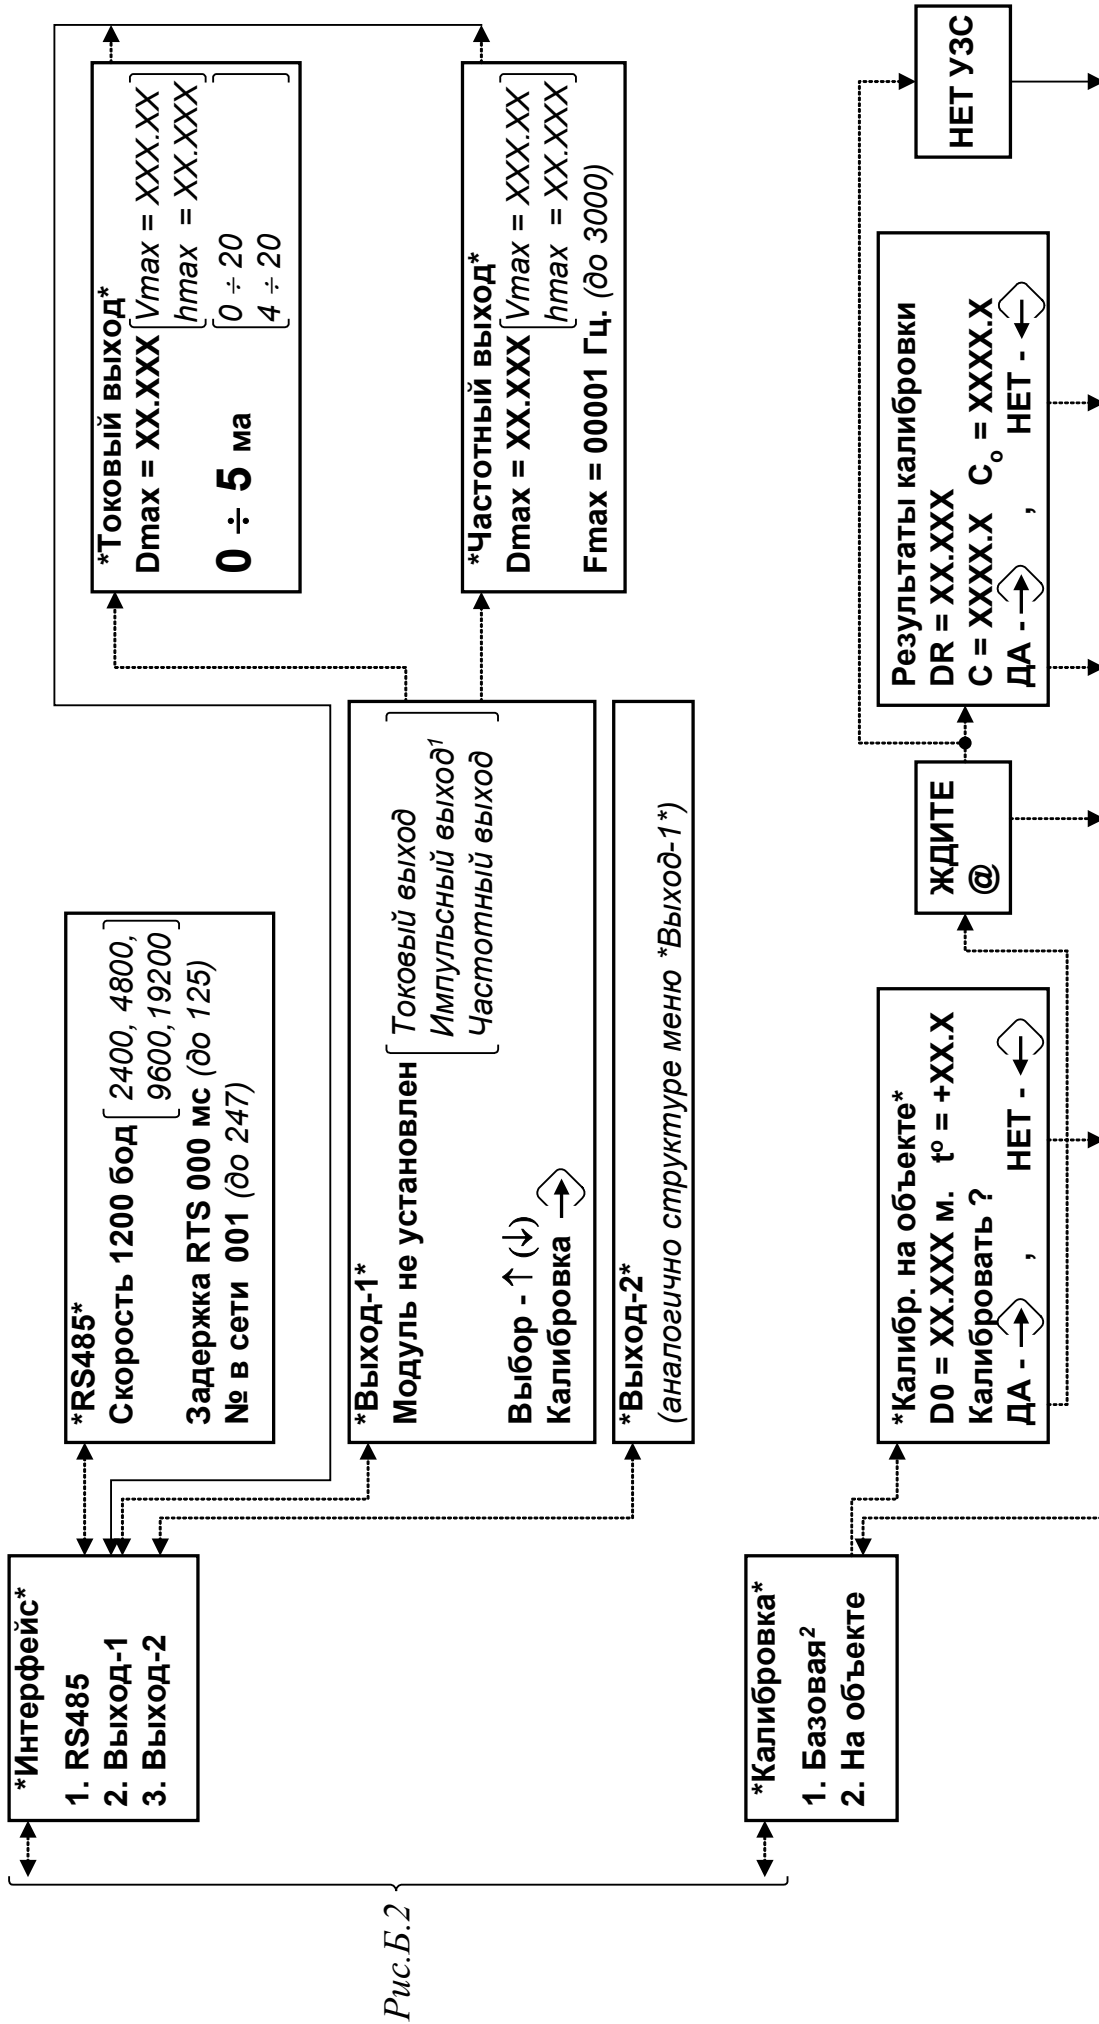 Рис.Б.2
*Интерфейс*
1. RS485
2. Выход-1
3. Выход-2
*RS485*
Скорость 1200 бод 2400, 4800,
9600,19200
Задержка RTS 000 мс (до 125)
№ в сети 001 (до 247)
*Выход-1*
Модуль не установлен Токовый выход
Импульсный выход¹
Частотный выход
Выбор - ↑ (↓)
Калибровка →
*Выход-2*
(аналогично структуре меню *Выход-1*)
*Токовый выход*
Dmax = XX.XXX Vmax = XXX.XX
hmax = XX.XXX
0 ÷ 5 ма 0 ÷ 20
4 ÷ 20
*Частотный выход*
Dmax = XX.XXX Vmax = XXX.XX
hmax = XX.XXX
Fmax = 00001 Гц. (до 3000)
*Калибровка*
1. Базовая²
2. На объекте
*Калибр. на объекте*
D0 = XX.XXX м. tº = +XX.X
Калибровать ?
ДА - → , НЕТ - ←
ЖДИТЕ
@
Результаты калибровки
DR = XX.XXX
C = XXXX.X Cₒ = XXXX.X
ДА - → , НЕТ - ←
НЕТ УЗС